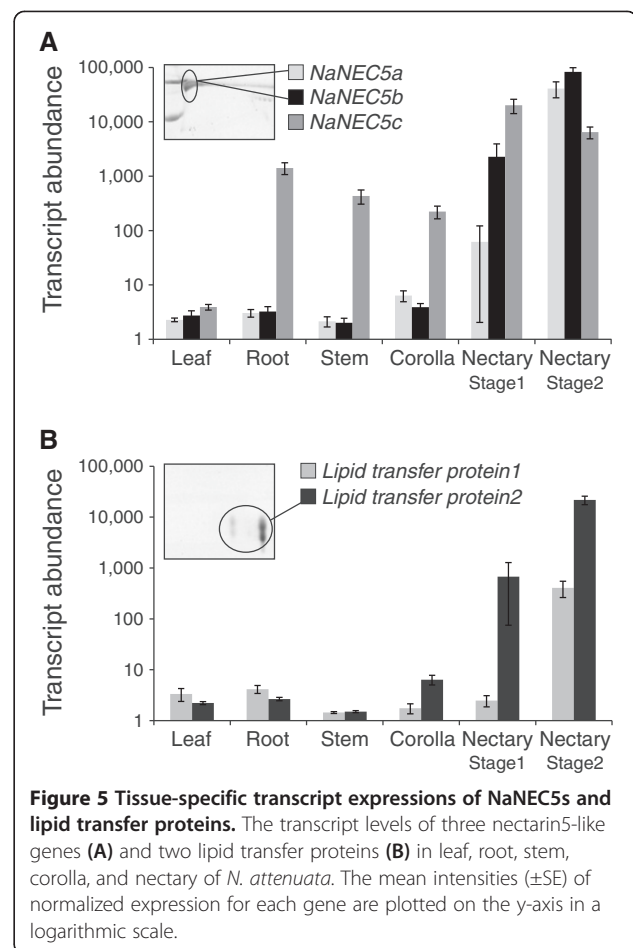 A
Transcript abundance
100,000
10,000
1,000
100
10
1
NaNEC5a
NaNEC5b
NaNEC5c
Leaf Root Stem Corolla Nectary Nectary
Stage1 Stage2
B
Transcript abundance
100,000
10,000
1,000
100
10
1
Lipid transfer protein1
Lipid transfer protein2
Leaf Root Stem Corolla Nectary Nectary
Stage1 Stage2
Figure 5 Tissue-specific transcript expressions of NaNEC5s and
lipid transfer proteins. The transcript levels of three nectarin5-like
genes (A) and two lipid transfer proteins (B) in leaf, root, stem,
corolla, and nectary of N. attenuata. The mean intensities (±SE) of
normalized expression for each gene are plotted on the y-axis in a
logarithmic scale.